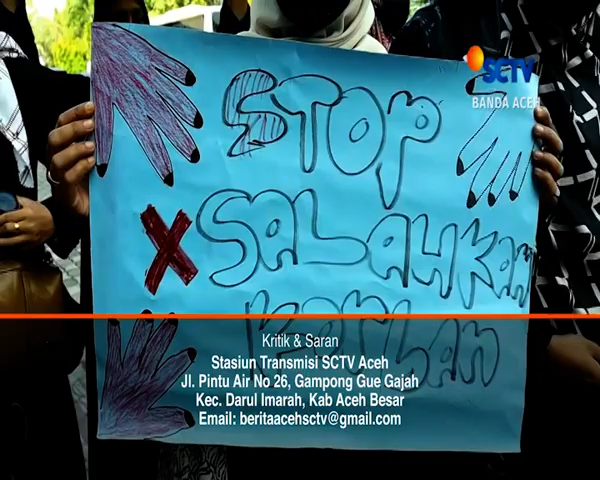 SCTV
BANDA ACEH
STOP
SALAHKAN
KORBAN
Kritik & Saran
Stasiun Transmisi SCTV Aceh
Jl. Pintu Air No 26, Gampong Gue Gajah
Kec. Darul Imarah, Kab Aceh Besar
Email: beritaacehsctv@gmail.com